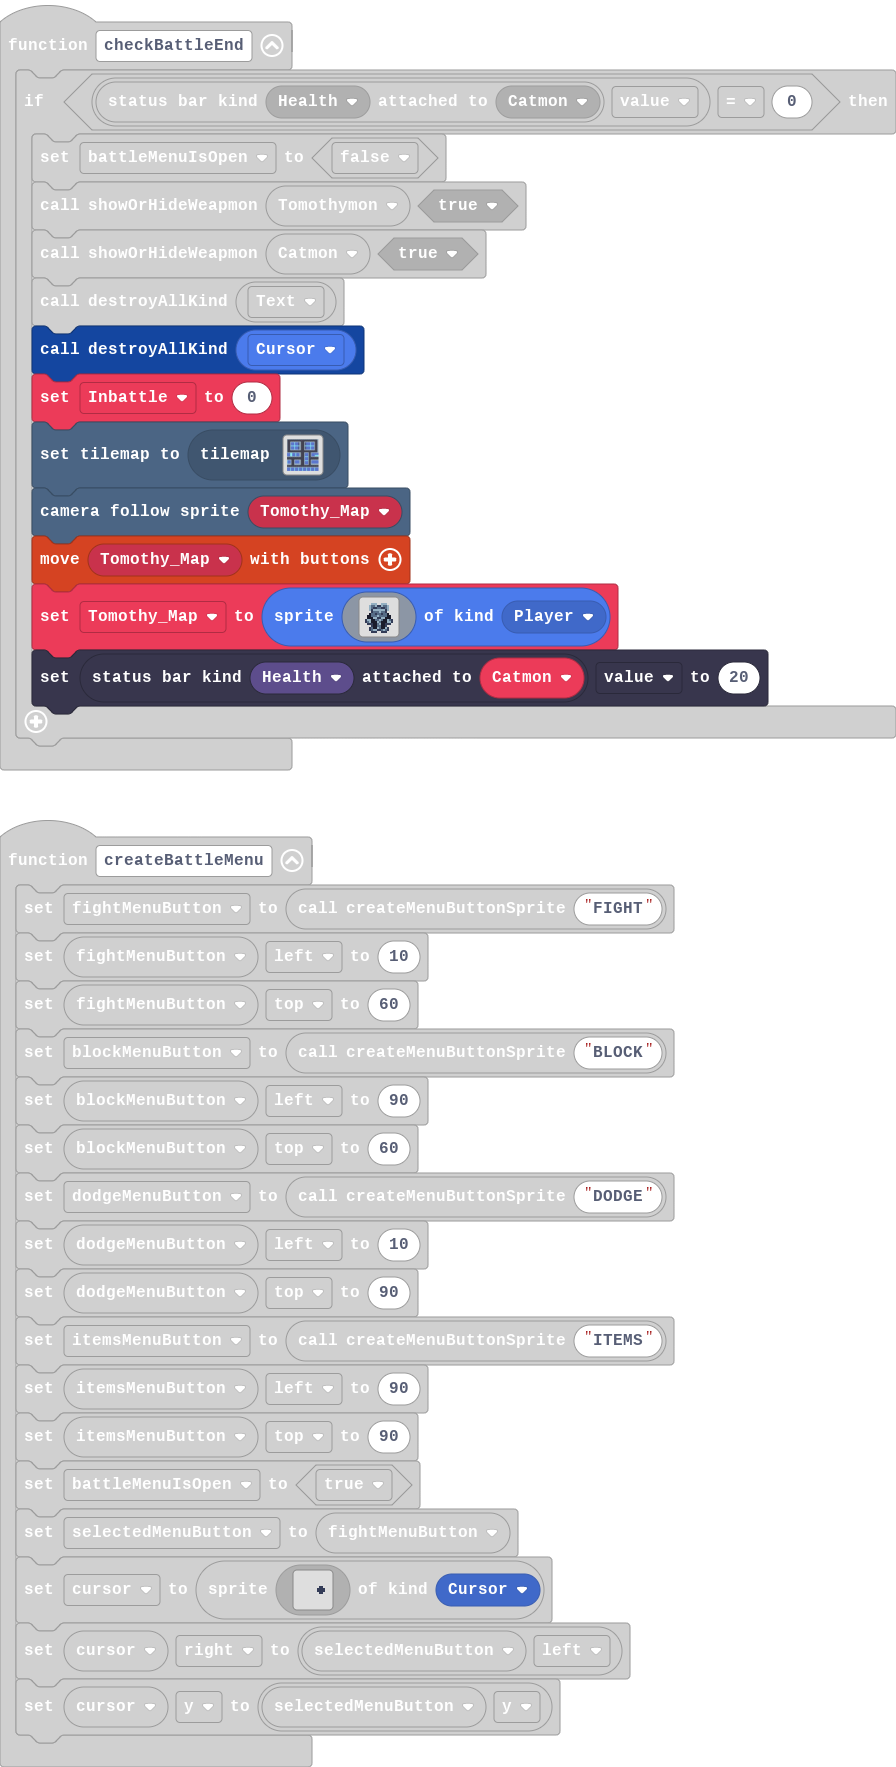 function checkBattleEnd
if status bar kind Health attached to Catmon value = 0 then
set battleMenuIsOpen to false
call showOrHideWeapmon Tomothymon true
call showOrHideWeapmon Catmon true
call destroyAllKind Text
call destroyAllKind Cursor
set Inbattle to 0
set tilemap to tilemap
camera follow sprite Tomothy_Map
move Tomothy_Map with buttons
set Tomothy_Map to sprite of kind Player
set status bar kind Health attached to Catmon value to 20
function createBattleMenu
set fightMenuButton to call createMenuButtonSprite "FIGHT"
set fightMenuButton left to 10
set fightMenuButton top to 60
set blockMenuButton to call createMenuButtonSprite "BLOCK"
set blockMenuButton left to 90
set blockMenuButton top to 60
set dodgeMenuButton to call createMenuButtonSprite "DODGE"
set dodgeMenuButton left to 10
set dodgeMenuButton top to 90
set itemsMenuButton to call createMenuButtonSprite "ITEMS"
set itemsMenuButton left to 90
set itemsMenuButton top to 90
set battleMenuIsOpen to true
set selectedMenuButton to fightMenuButton
set cursor to sprite of kind Cursor
set cursor right to selectedMenuButton left
set cursor y to selectedMenuButton y